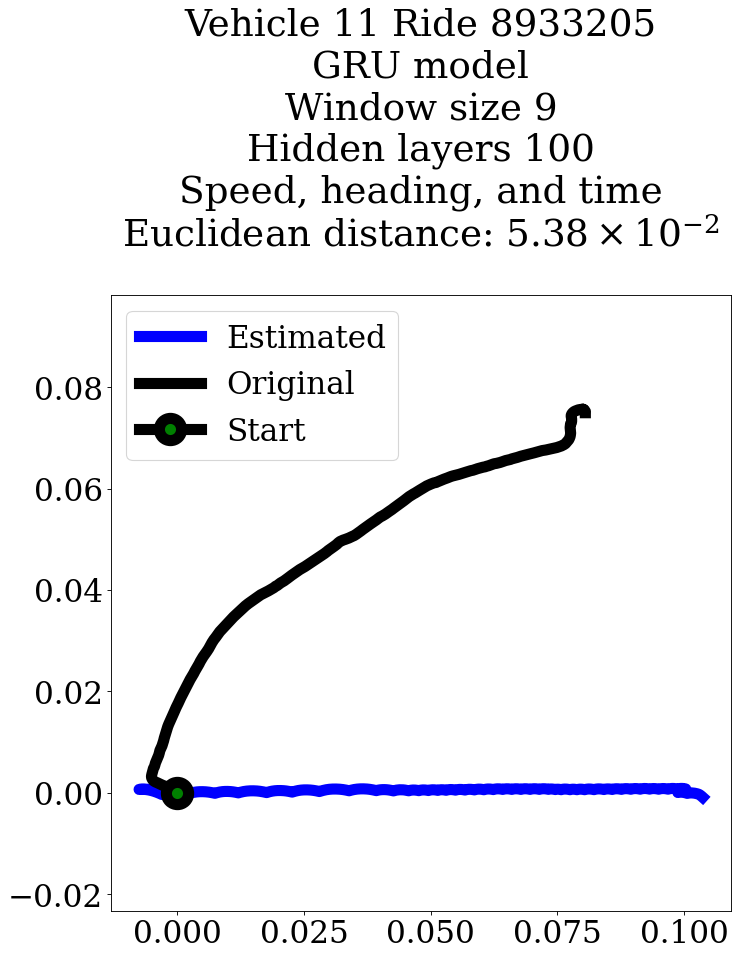 Vehicle 11 Ride 8933205
GRU model
Window size 9
Hidden layers 100
Speed, heading, and time
Euclidean distance: 5.38 × 10⁻²
Estimated
Original
Start
0.08
0.06
0.04
0.02
0.00
−0.02
0.000 0.025 0.050 0.075 0.100